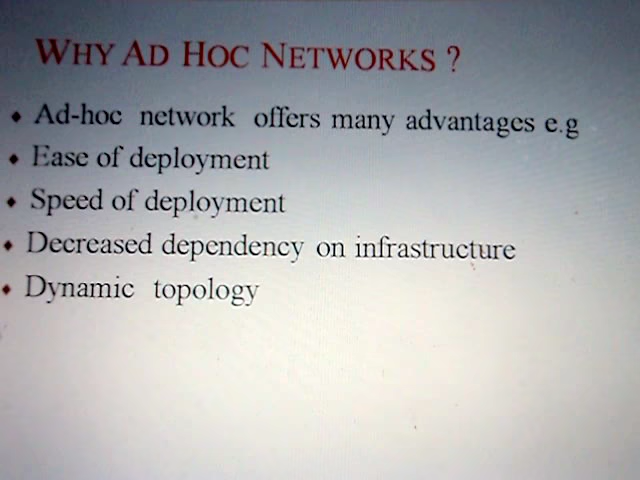 WHY AD HOC NETWORKS ?
Ad-hoc network offers many advantages e.g
Ease of deployment
Speed of deployment
Decreased dependency on infrastructure
Dynamic topology